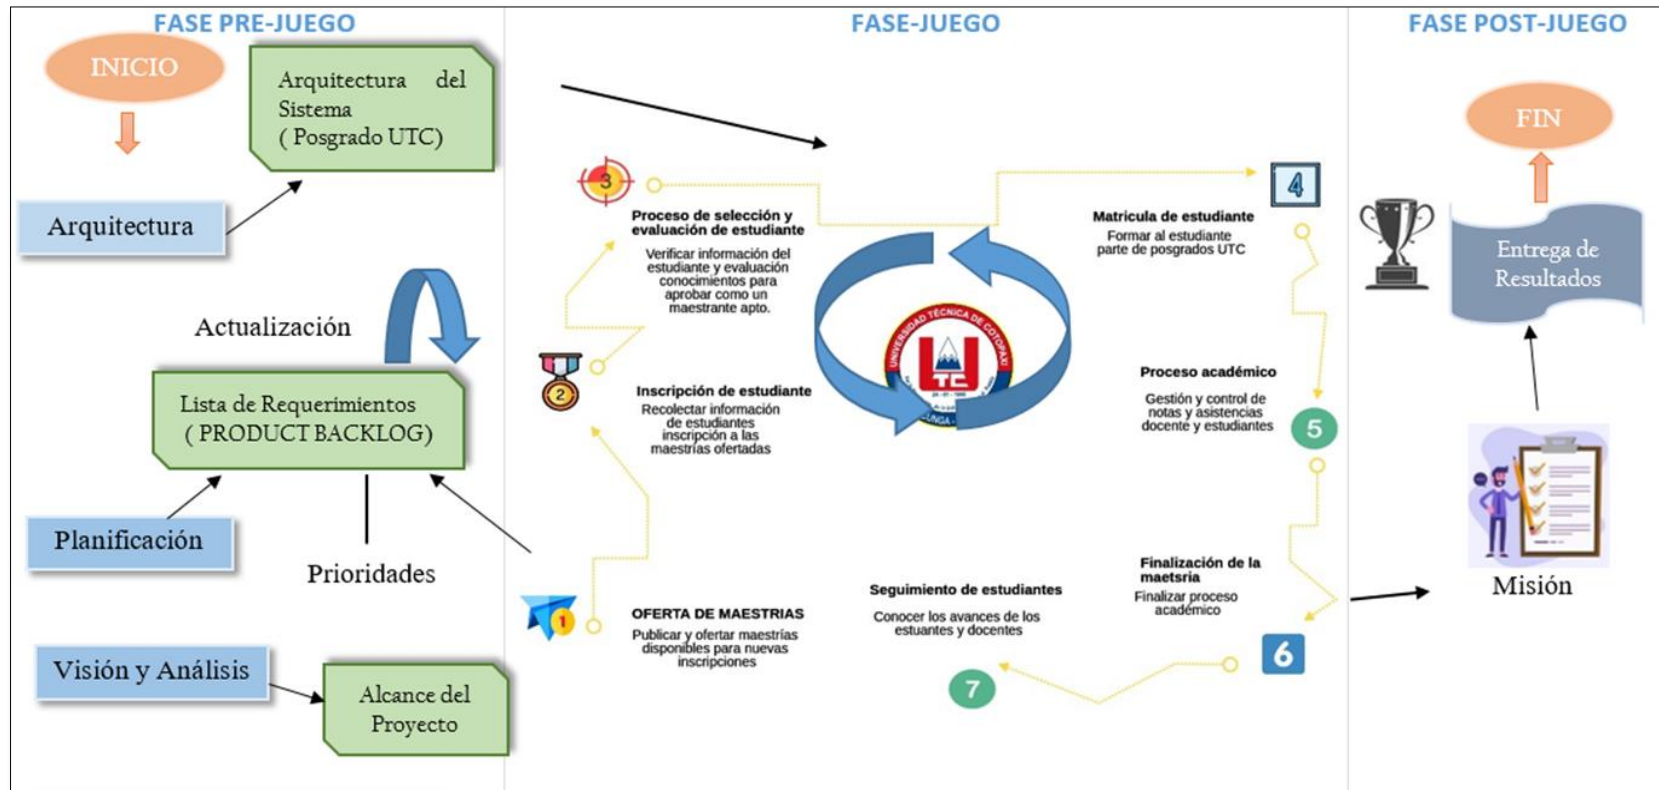 FASE PRE-JUEGO
INICIO
Arquitectura del
Sistema
( Posgrado UTC)
Arquitectura
Actualización
Lista de Requerimientos
( PRODUCT BACKLOG)
Planificación
Prioridades
Visión y Análisis
Alcance del
Proyecto
FASE-JUEGO
1
OFERTA DE MAESTRIAS
Publicar y ofertar maestrías
disponibles para nuevas
inscripciones
2
Inscripción de estudiante
Recolectar información
de estudiantes
inscripción a las
maestrías ofertadas
3
Proceso de selección y
evaluación de estudiante
Verificar información del
estudiante y evaluación
conocimientos para
aprobar como un
maestrante apto.
UNIVERSIDAD TÉCNICA DE COTOPAXI
UTC
4
Matricula de estudiante
Formar al estudiante
parte de posgrados UTC
Proceso académico
Gestión y control de
notas y asistencias
docente y estudiantes
5
Finalización de la
maetsria
Finalizar proceso
académico
6
Seguimiento de estudiantes
Conocer los avances de los
estuantes y docentes
7
FASE POST-JUEGO
FIN
Entrega de
Resultados
Misión